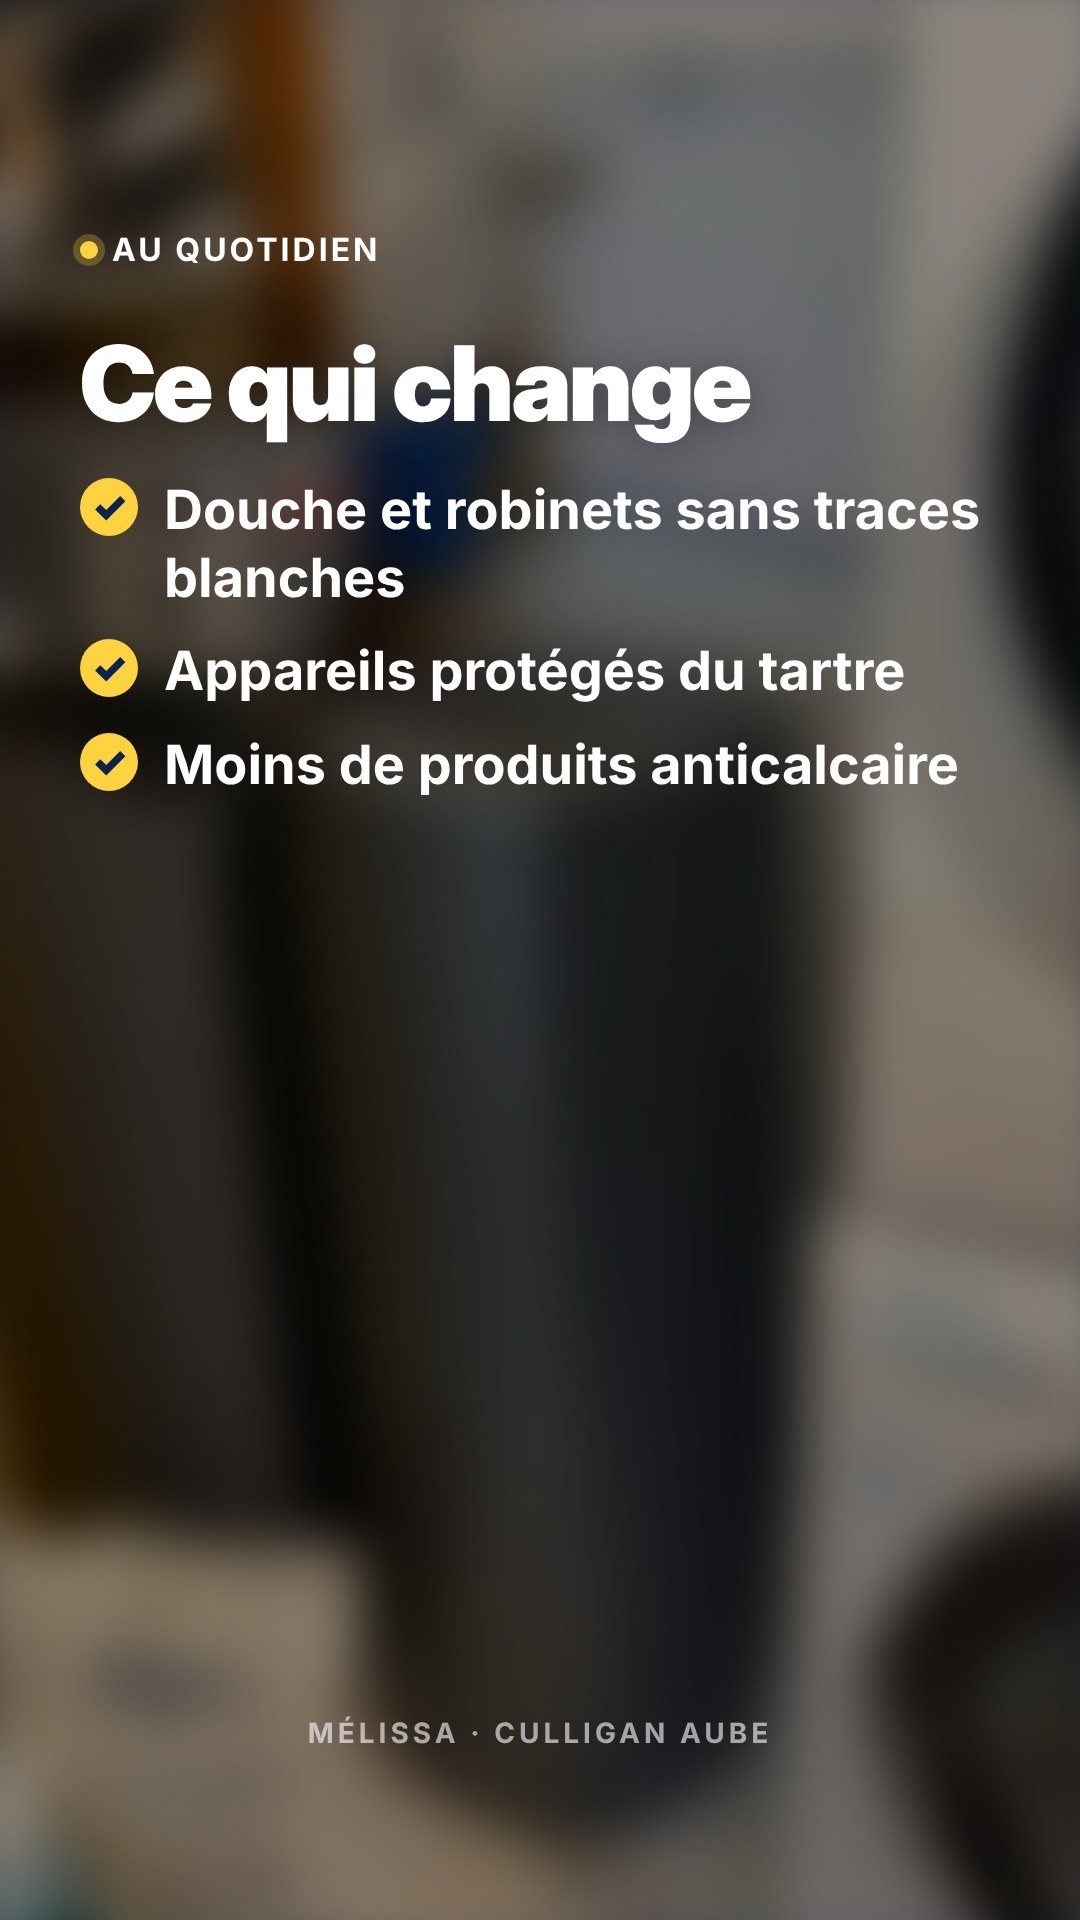 AU QUOTIDIEN
Ce qui change
Douche et robinets sans traces
blanches
Appareils protégés du tartre
Moins de produits anticalcaire
MÉLISSA · CULLIGAN AUBE